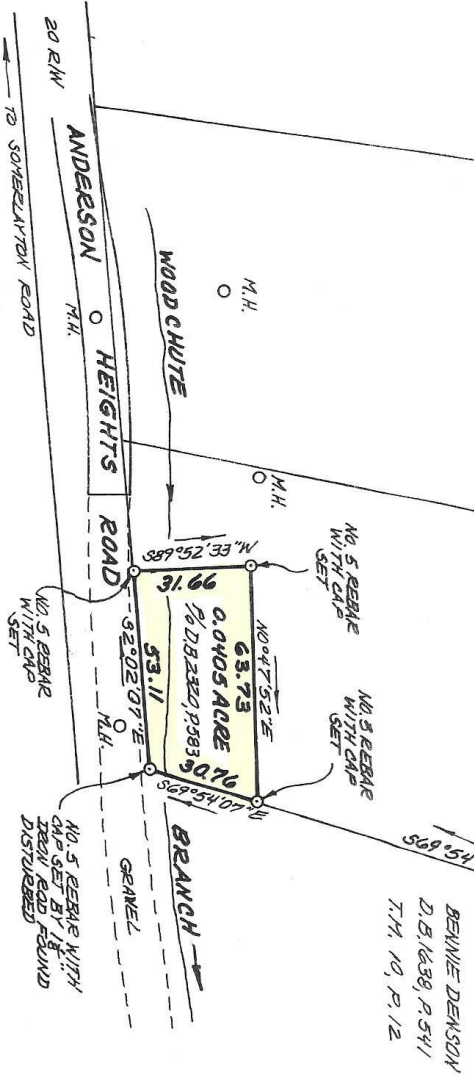 20 R/W
TO SOMERLAYTON ROAD
ANDERSON HEIGHTS ROAD
M.H.
WOODCHUTE
M.H.
M.H.
S89°52'33"W
31.66
NO. 5 REBAR
WITH CAP
SET
N0°47'52"E
63.73
0.0405 ACRE
P/O DB 2320, P.583
53.11
S2°02'07"E
30.76
S69°54'07"E
NO. 5 REBAR
WITH CAP
SET
NO. 5 REBAR
WITH CAP
SET
M.H.
BRANCH
GRAVEL
NO. 5 REBAR WITH
CAP SET BY
IRON ROD FOUND
DISTURBED
S69°54
BENNIE DENSON
D.B. 1638, P. 541
T.M. 10, P. 12